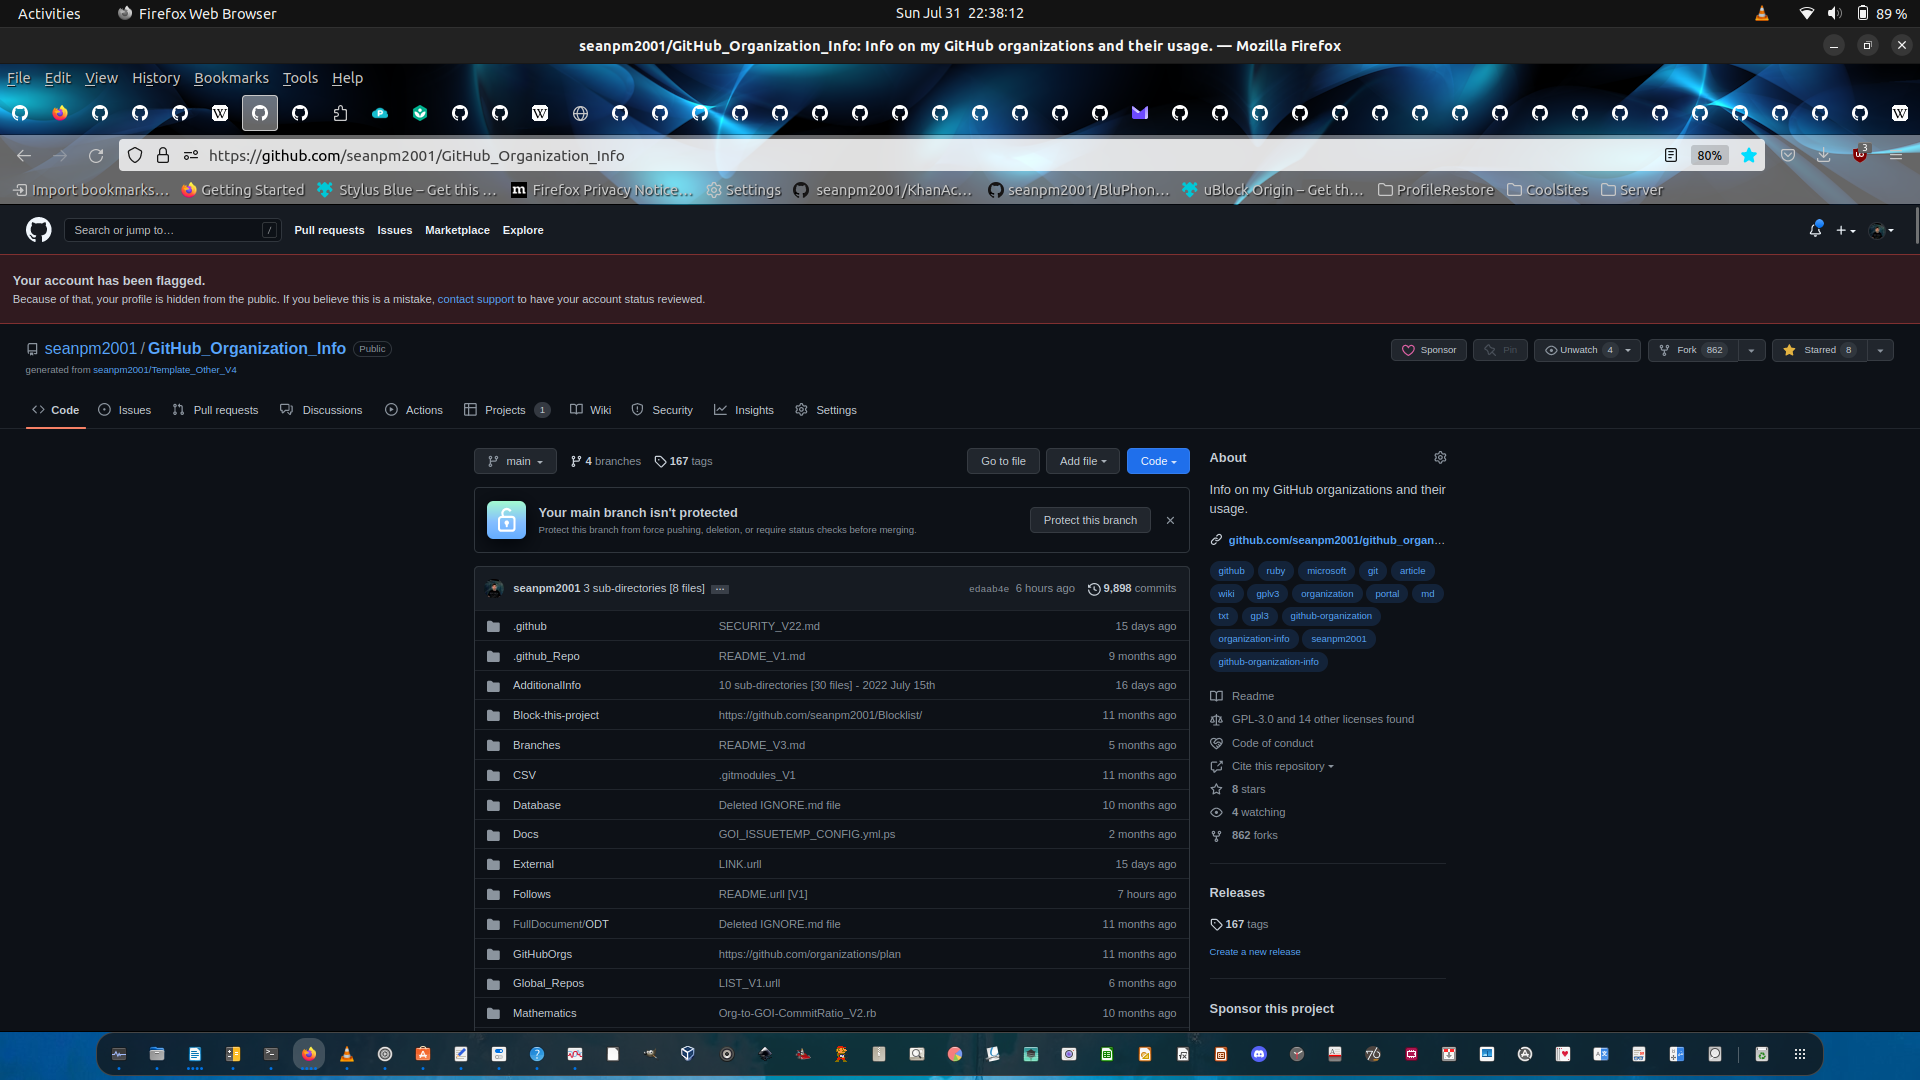 Activities
Firefox Web Browser
Sun Jul 31 22:38:12
89 %
seanpm2001/GitHub_Organization_Info: Info on my GitHub organizations and their usage. — Mozilla Firefox
File Edit View History Bookmarks Tools Help
https://github.com/seanpm2001/GitHub_Organization_Info
80%
3
Import bookmarks…
Getting Started
Stylus Blue – Get this …
Firefox Privacy Notice…
Settings
seanpm2001/KhanAc…
seanpm2001/BluPhon…
uBlock Origin – Get th…
ProfileRestore
CoolSites
Server
Search or jump to…
/
Pull requests
Issues
Marketplace
Explore
Your account has been flagged.
Because of that, your profile is hidden from the public. If you believe this is a mistake, contact support to have your account status reviewed.
seanpm2001 / GitHub_Organization_Info Public
generated from seanpm2001/Template_Other_V4
Sponsor
Pin
Unwatch 4
Fork 862
Starred 8
Code
Issues
Pull requests
Discussions
Actions
Projects 1
Wiki
Security
Insights
Settings
main
4 branches
167 tags
Go to file
Add file
Code
Your main branch isn't protected
Protect this branch from force pushing, deletion, or require status checks before merging.
Protect this branch
seanpm2001 3 sub-directories [8 files] … edaab4e 6 hours ago 9,898 commits
.github SECURITY_V22.md 15 days ago
.github_Repo README_V1.md 9 months ago
AdditionalInfo 10 sub-directories [30 files] - 2022 July 15th 16 days ago
Block-this-project https://github.com/seanpm2001/Blocklist/ 11 months ago
Branches README_V3.md 5 months ago
CSV .gitmodules_V1 11 months ago
Database Deleted IGNORE.md file 10 months ago
Docs GOI_ISSUETEMP_CONFIG.yml.ps 2 months ago
External LINK.urll 15 days ago
Follows README.urll [V1] 7 hours ago
FullDocument/ODT Deleted IGNORE.md file 11 months ago
GitHubOrgs https://github.com/organizations/plan 11 months ago
Global_Repos LIST_V1.urll 6 months ago
Mathematics Org-to-GOI-CommitRatio_V2.rb 10 months ago
About
Info on my GitHub organizations and their
usage.
github.com/seanpm2001/github_organ…
github ruby microsoft git article
wiki gplv3 organization portal md
txt gpl3 github-organization
organization-info seanpm2001
github-organization-info
Readme
GPL-3.0 and 14 other licenses found
Code of conduct
Cite this repository
8 stars
4 watching
862 forks
Releases
167 tags
Create a new release
Sponsor this project